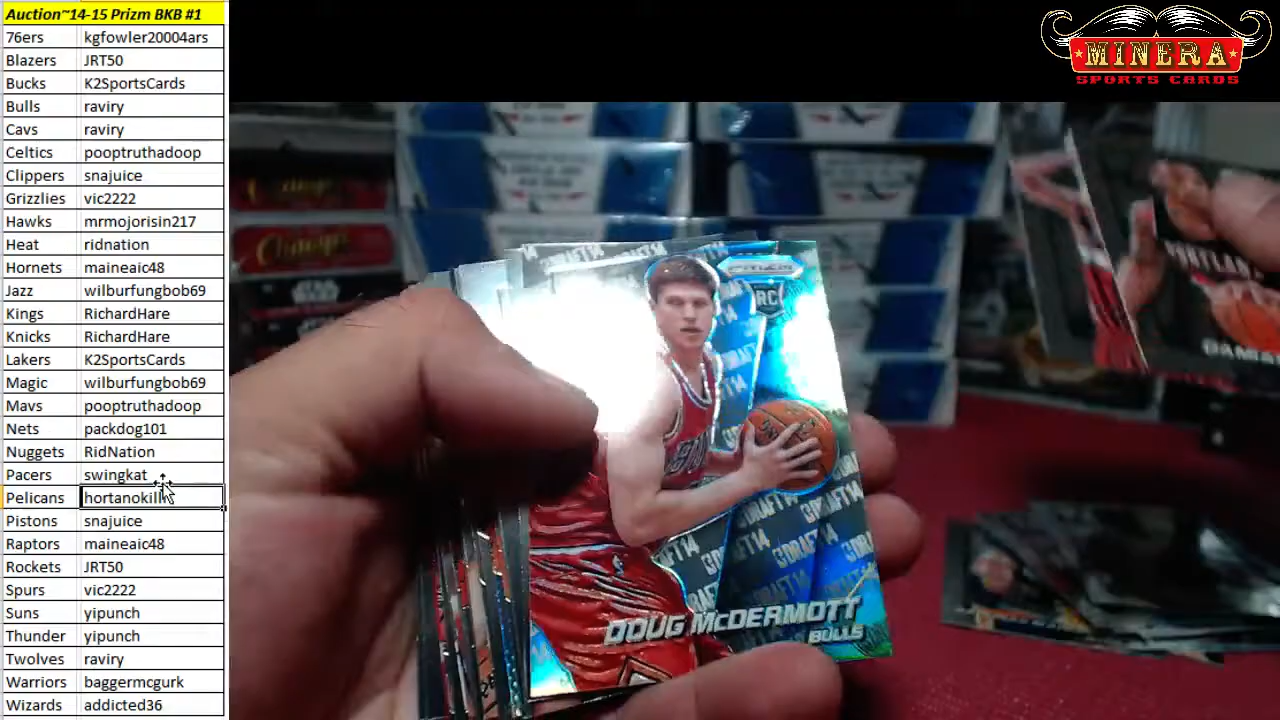 Auction~14-15 Prizm BKB #1
76ers kgfowler20004ars
Blazers JRT50
Bucks K2SportsCards
Bulls raviry
Cavs raviry
Celtics pooptruthadoop
Clippers snajuice
Grizzlies vic2222
Hawks mrmojorisin217
Heat ridnation
Hornets maineaic48
Jazz wilburfungbob69
Kings RichardHare
Knicks RichardHare
Lakers K2SportsCards
Magic wilburfungbob69
Mavs pooptruthadoop
Nets packdog101
Nuggets RidNation
Pacers swingkat
Pelicans
Pistons snajuice
Raptors maineaic48
Rockets JRT50
Spurs vic2222
Suns yipunch
Thunder yipunch
Twolves raviry
Warriors baggermcgurk
Wizards addicted36
MINERA
SPORTS CARDS
PRIZM
RC
DRAFT14
DOUG McDERMOTT
BULLS
PORTLAND